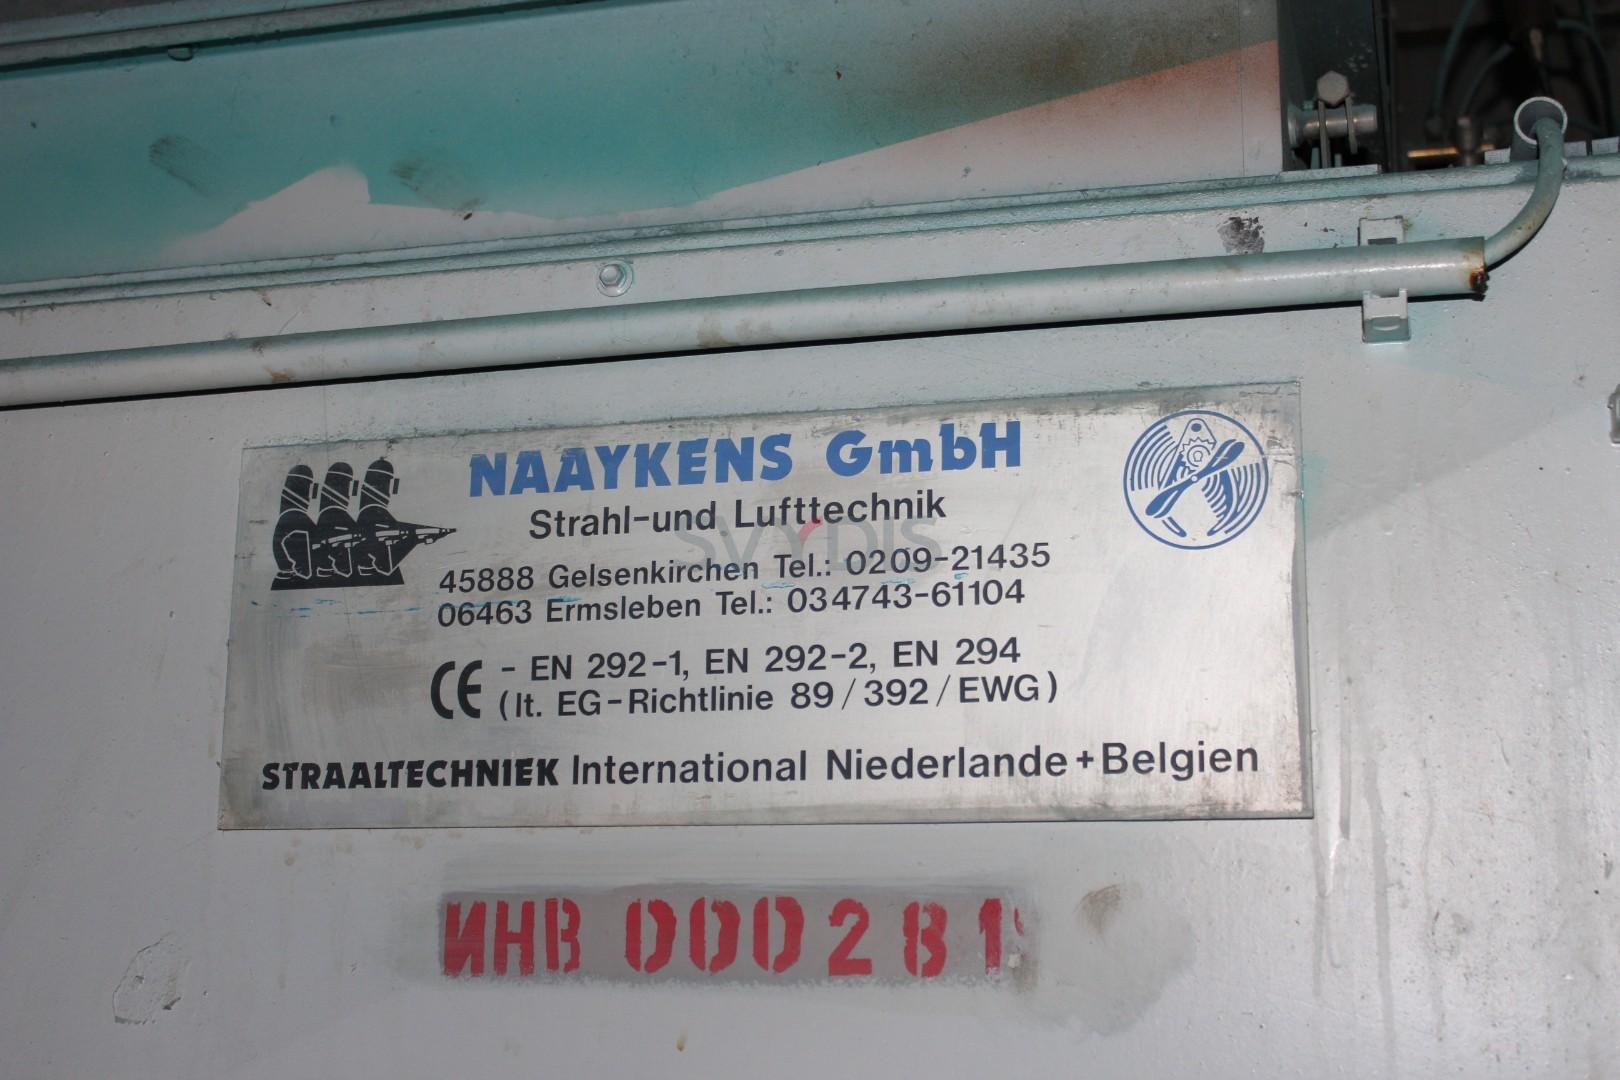 NAAYKENS GmbH
Strahl-und Lufttechnik
SVYDIS
45888 Gelsenkirchen Tel.: 0209-21435
06463 Ermsleben Tel.: 034743-61104
CE - EN 292-1, EN 292-2, EN 294
(lt. EG-Richtlinie 89/392/EWG)
STRAALTECHNIEK International Niederlande+Belgien
ИНВ 000281